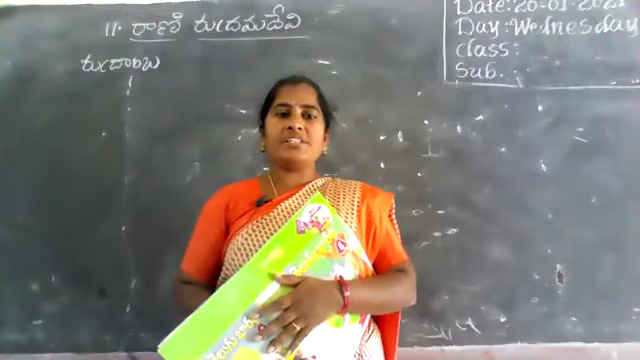 11. రాణి రుద్రమదేవి
రుద్రాంబ
Date:20-01-2021
Day:Wednesday
class:
Sub.: